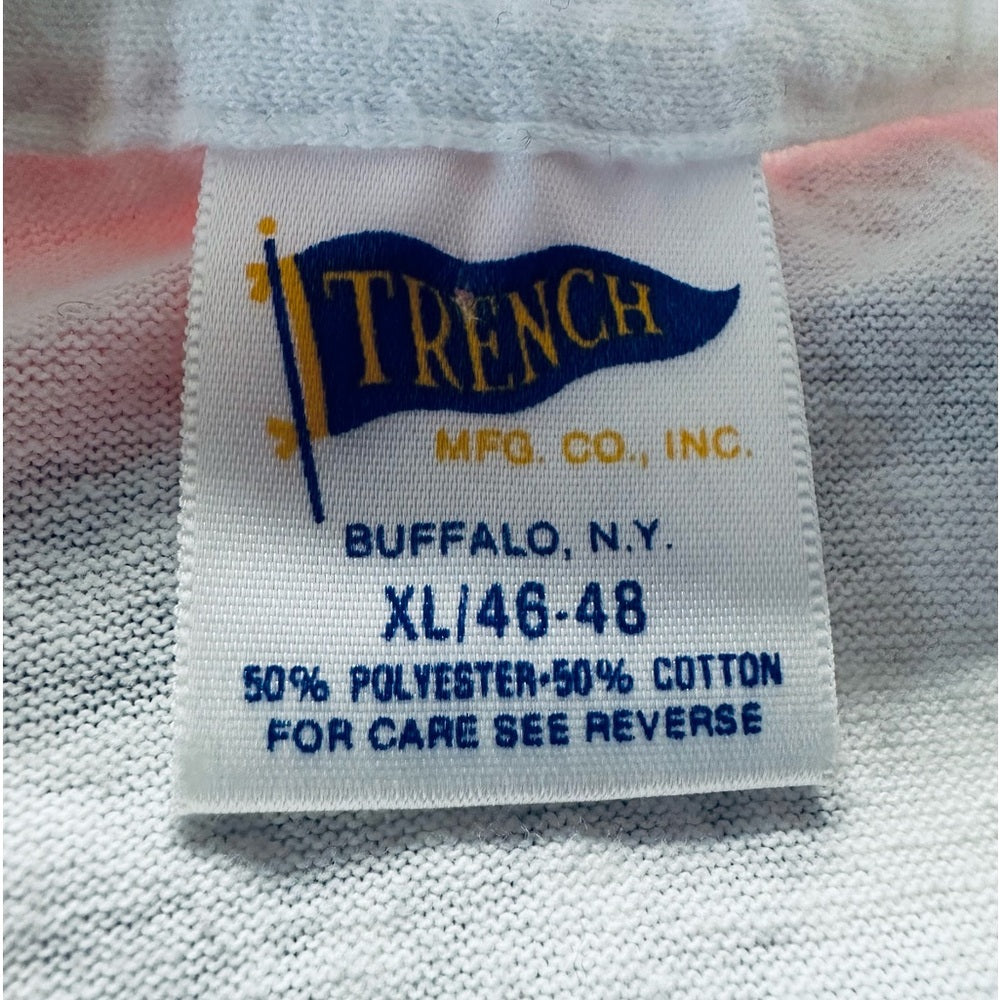 TRENCH
MFG. CO., INC.
BUFFALO, N.Y.
XL/46-48
50% POLYESTER•50% COTTON
FOR CARE SEE REVERSE